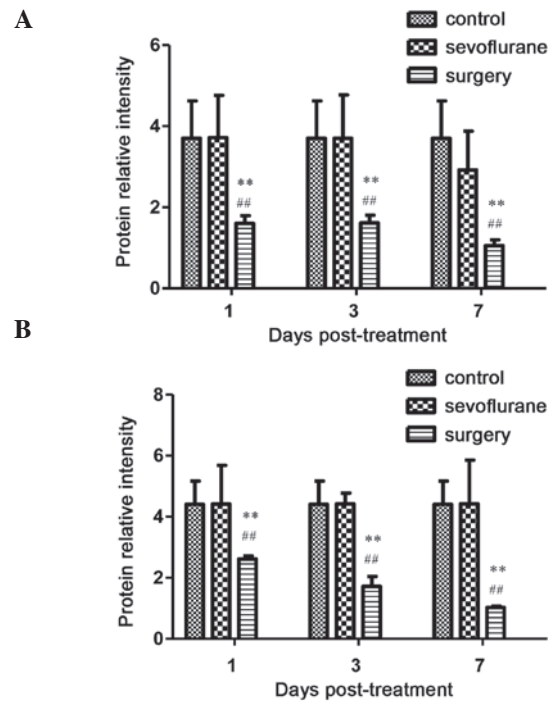 A
control
sevoflurane
surgery
Protein relative intensity
6
4
2
0
** ** **
## ## ##
1 3 7
Days post-treatment
B
control
sevoflurane
surgery
Protein relative intensity
8
6
4
2
0
** ** **
## ## ##
1 3 7
Days post-treatment